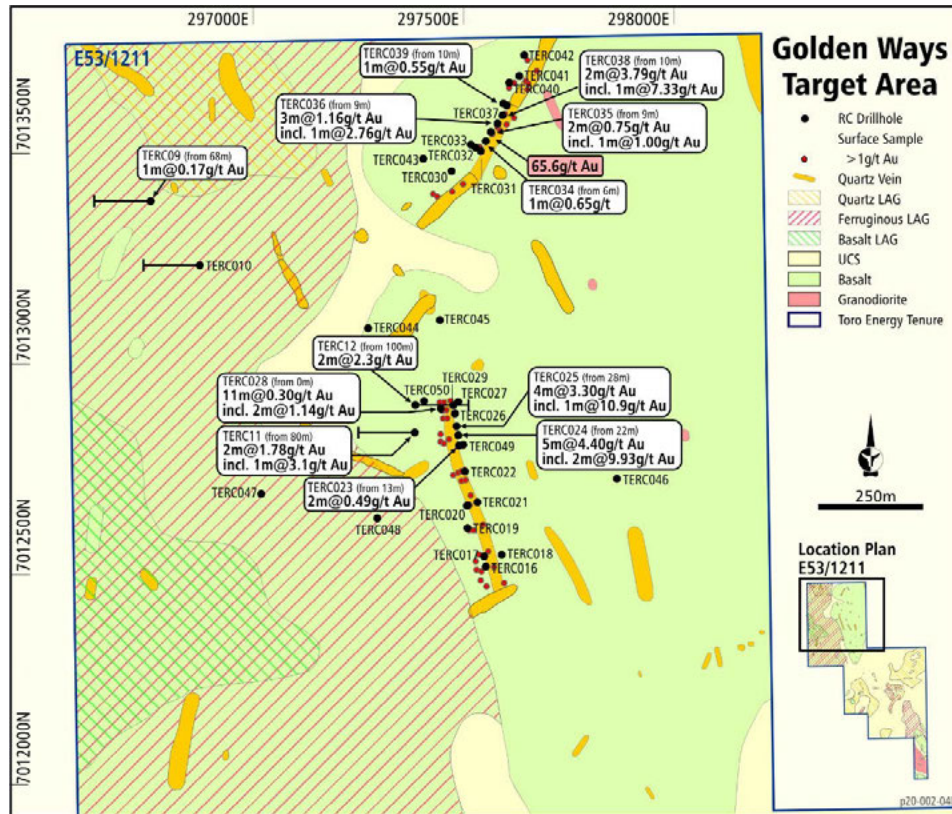 297000E
297500E
298000E
7013500N
7013000N
7012500N
7012000N
E53/1211
TERC039 (from 10m)
1m@0.55g/t Au
TERC042
TERC041
TERC040
TERC038 (from 10m)
2m@3.79g/t Au
incl. 1m@7.33g/t Au
TERC036 (from 9m)
3m@1.16g/t Au
incl. 1m@2.76g/t Au
TERC037
TERC035 (from 9m)
2m@0.75g/t Au
incl. 1m@1.00g/t Au
TERC033
TERC032
TERC043
TERC030
TERC031
65.6g/t Au
TERC034 (from 6m)
1m@0.65g/t
TERC09 (from 68m)
1m@0.17g/t Au
TERC010
TERC045
TERC044
TERC12 (from 100m)
2m@2.3g/t Au
TERC029
TERC050
TERC027
TERC026
TERC028 (from 0m)
11m@0.30g/t Au
incl. 2m@1.14g/t Au
TERC025 (from 28m)
4m@3.30g/t Au
incl. 1m@10.9g/t Au
TERC11 (from 80m)
2m@1.78g/t Au
incl. 1m@3.1g/t Au
TERC024 (from 22m)
5m@4.40g/t Au
incl. 2m@9.93g/t Au
TERC049
TERC023 (from 13m)
2m@0.49g/t Au
TERC022
TERC046
TERC047
TERC048
TERC021
TERC020
TERC019
TERC017
TERC018
TERC016
Golden Ways
Target Area
RC Drillhole
Surface Sample
>1g/t Au
Quartz Vein
Quartz LAG
Ferruginous LAG
Basalt LAG
UCS
Basalt
Granodiorite
Toro Energy Tenure
250m
Location Plan
E53/1211